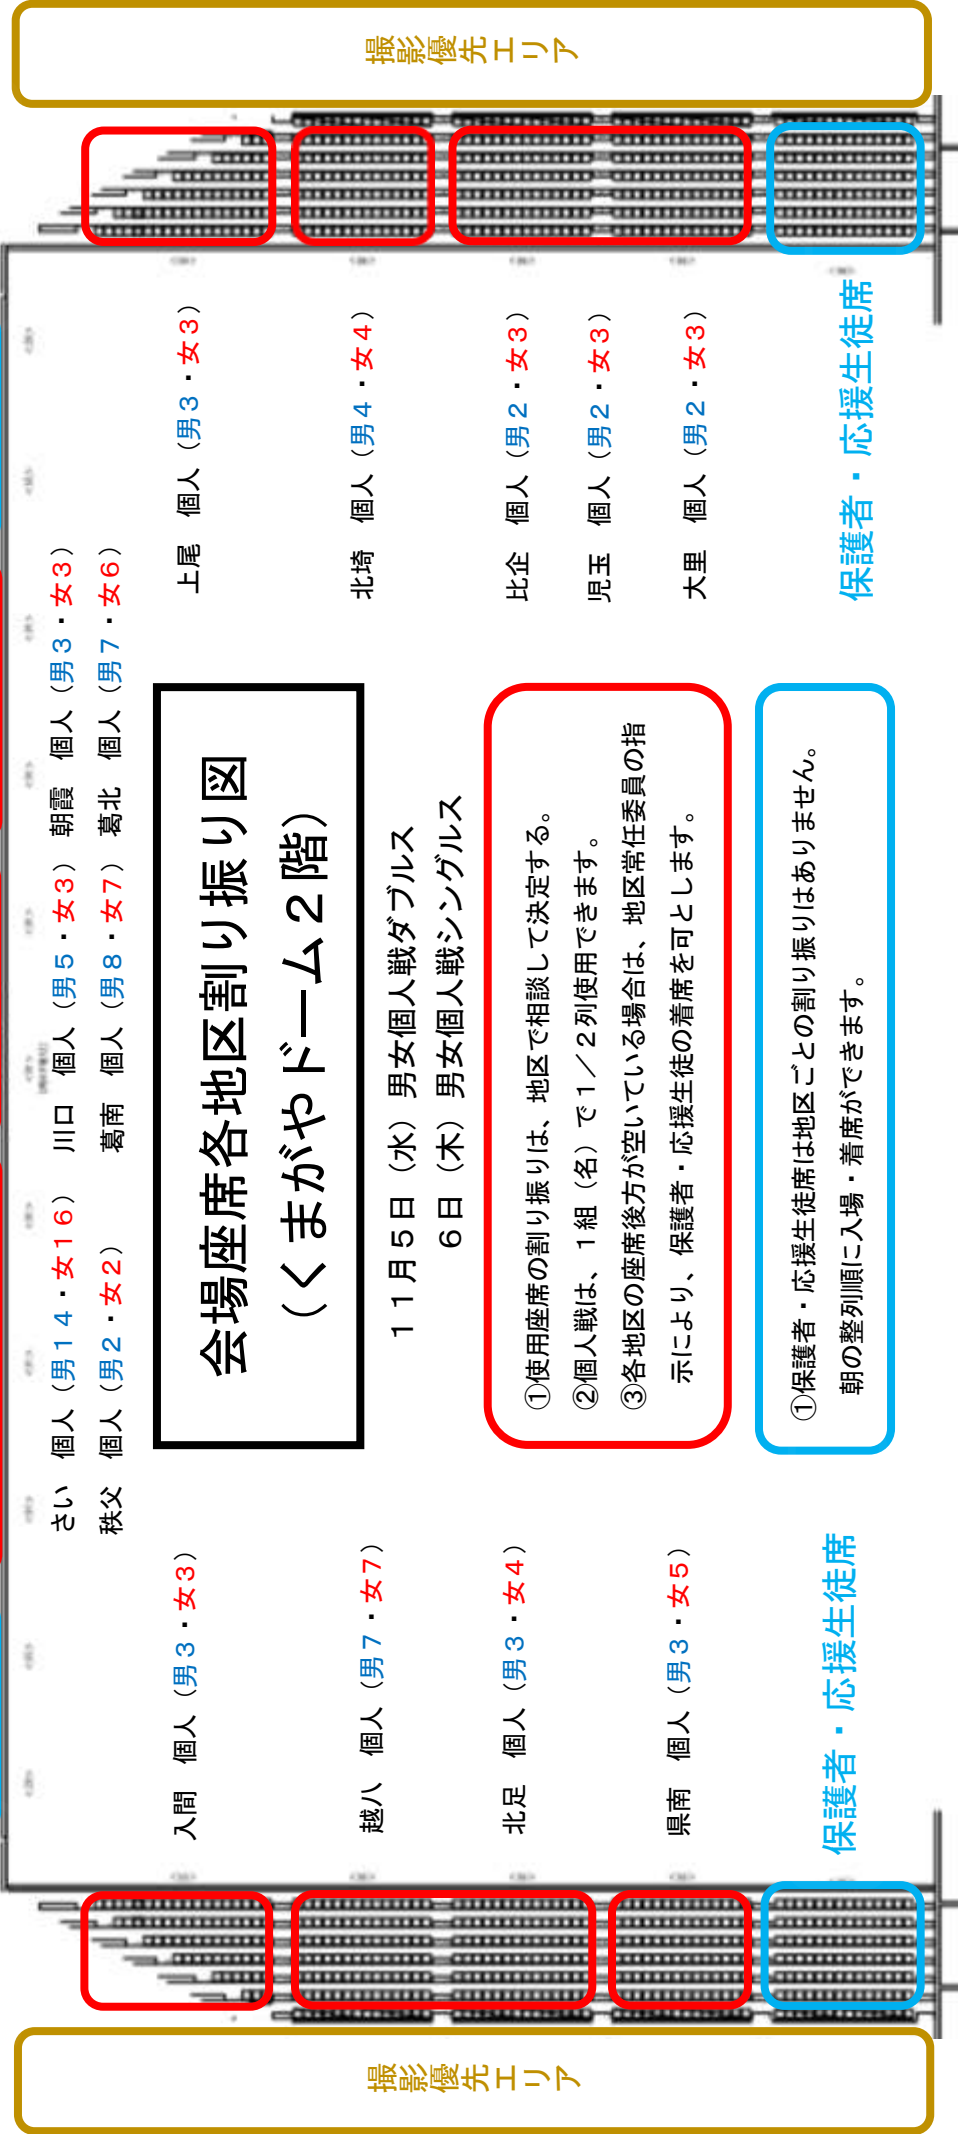 撮影優先エリア
さい　個人（男１４・女１６）
秩父　個人（男２・女２）
川口　個人（男５・女３）
葛南　個人（男８・女７）
朝霞　個人（男３・女３）
葛北　個人（男７・女６）
入間　個人（男３・女３）
越八　個人（男７・女７）
北足　個人（男３・女４）
県南　個人（男３・女５）
保護者・応援生徒席
会場座席各地区割り振り図
（くまがやドーム２階）
１１月５日（水）男女個人戦ダブルス
６日（木）男女個人戦シングルス
①使用座席の割り振りは、地区で相談して決定する。
②個人戦は、１組（名）で１／２列使用できます。
③各地区の座席後方が空いている場合は、地区常任委員の指
示により、保護者・応援生徒の着席を可とします。
①保護者・応援生徒席は地区ごとの割り振りはありません。
朝の整列順に入場・着席ができます。
上尾　個人（男３・女３）
北埼　個人（男４・女４）
比企　個人（男２・女３）
児玉　個人（男２・女３）
大里　個人（男２・女３）
保護者・応援生徒席
撮影優先エリア